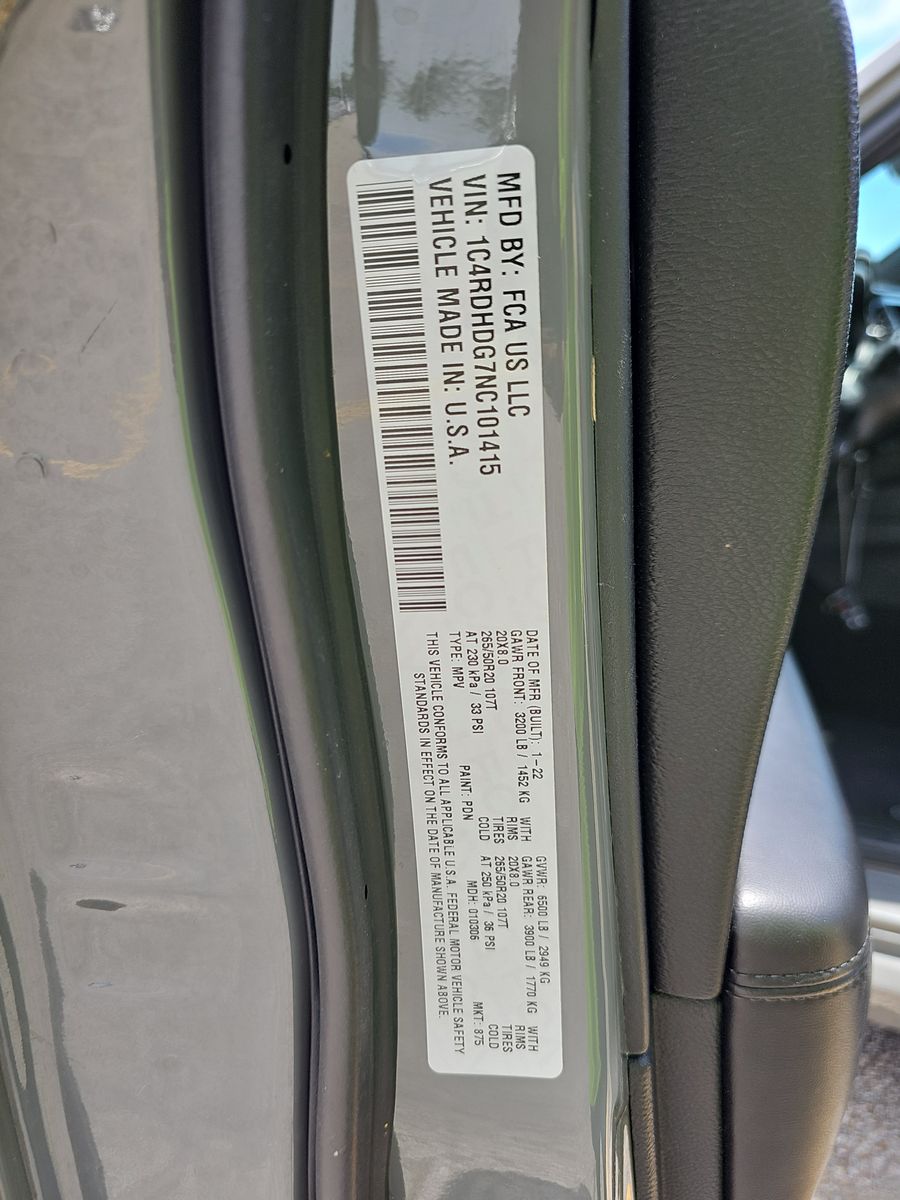 MFD BY: FCA US LLC
VIN: 1C4RDHDG7NC101415
VEHICLE MADE IN: U.S.A.
DATE OF MFR (BUILT): 1-22 GVWR: 6500 LB / 2949 KG
GAWR FRONT: 3200 LB / 1452 KG WITH GAWR REAR: 3900 LB / 1770 KG WITH
20X8.0 RIMS 20X8.0 RIMS
265/50R20 107T TIRES 265/50R20 107T TIRES
AT 230 kPa / 33 PSI COLD AT 250 kPa / 36 PSI COLD
TYPE: MPV PAINT: PDN MDH: 010306 MKT: 875
THIS VEHICLE CONFORMS TO ALL APPLICABLE U.S.A. FEDERAL MOTOR VEHICLE SAFETY
STANDARDS IN EFFECT ON THE DATE OF MANUFACTURE SHOWN ABOVE.